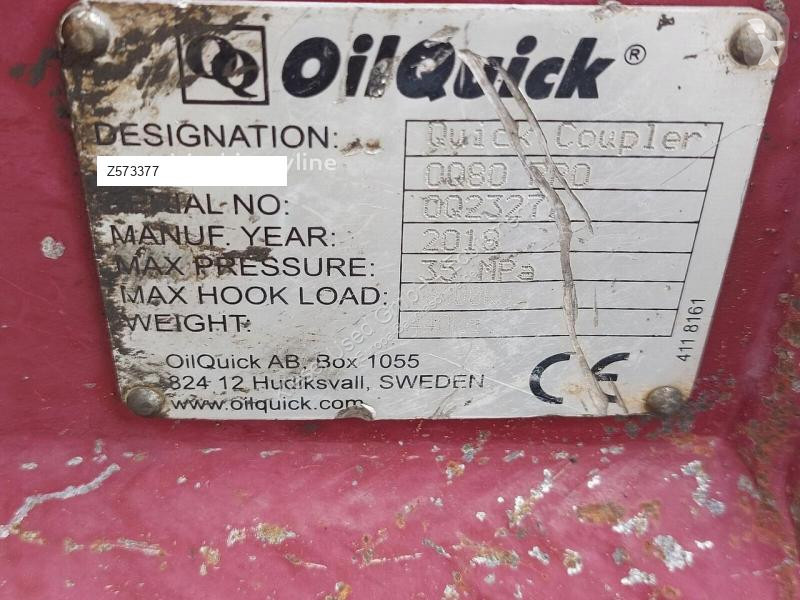 QQ OilQuick ®
DESIGNATION: Quick Coupler
Z573377
SERIAL NO:
MANUF. YEAR: 2018
MAX PRESSURE: 35 MPa
MAX HOOK LOAD:
WEIGHT:
411 8161
OilQuick AB, Box 1055
824 12 Hudiksvall, SWEDEN
www.oilquick.com
CE